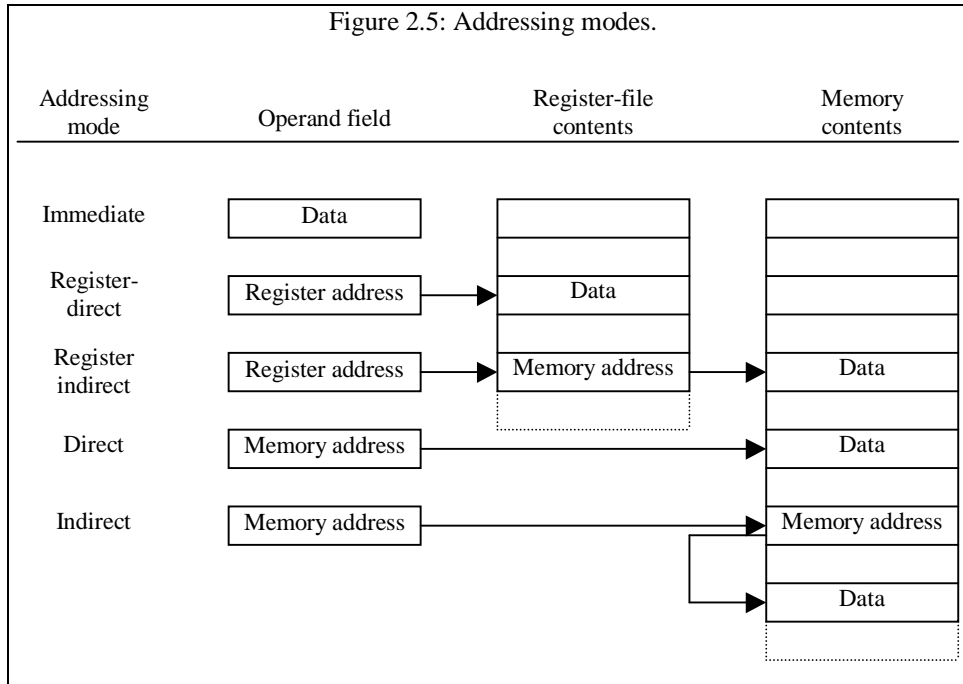 Figure 2.5: Addressing modes.
Addressing
mode
Operand field
Register-file
contents
Memory
contents
Immediate
Data
Register-
direct
Register address
Data
Register
indirect
Register address
Memory address
Data
Direct
Memory address
Data
Indirect
Memory address
Memory address
Data